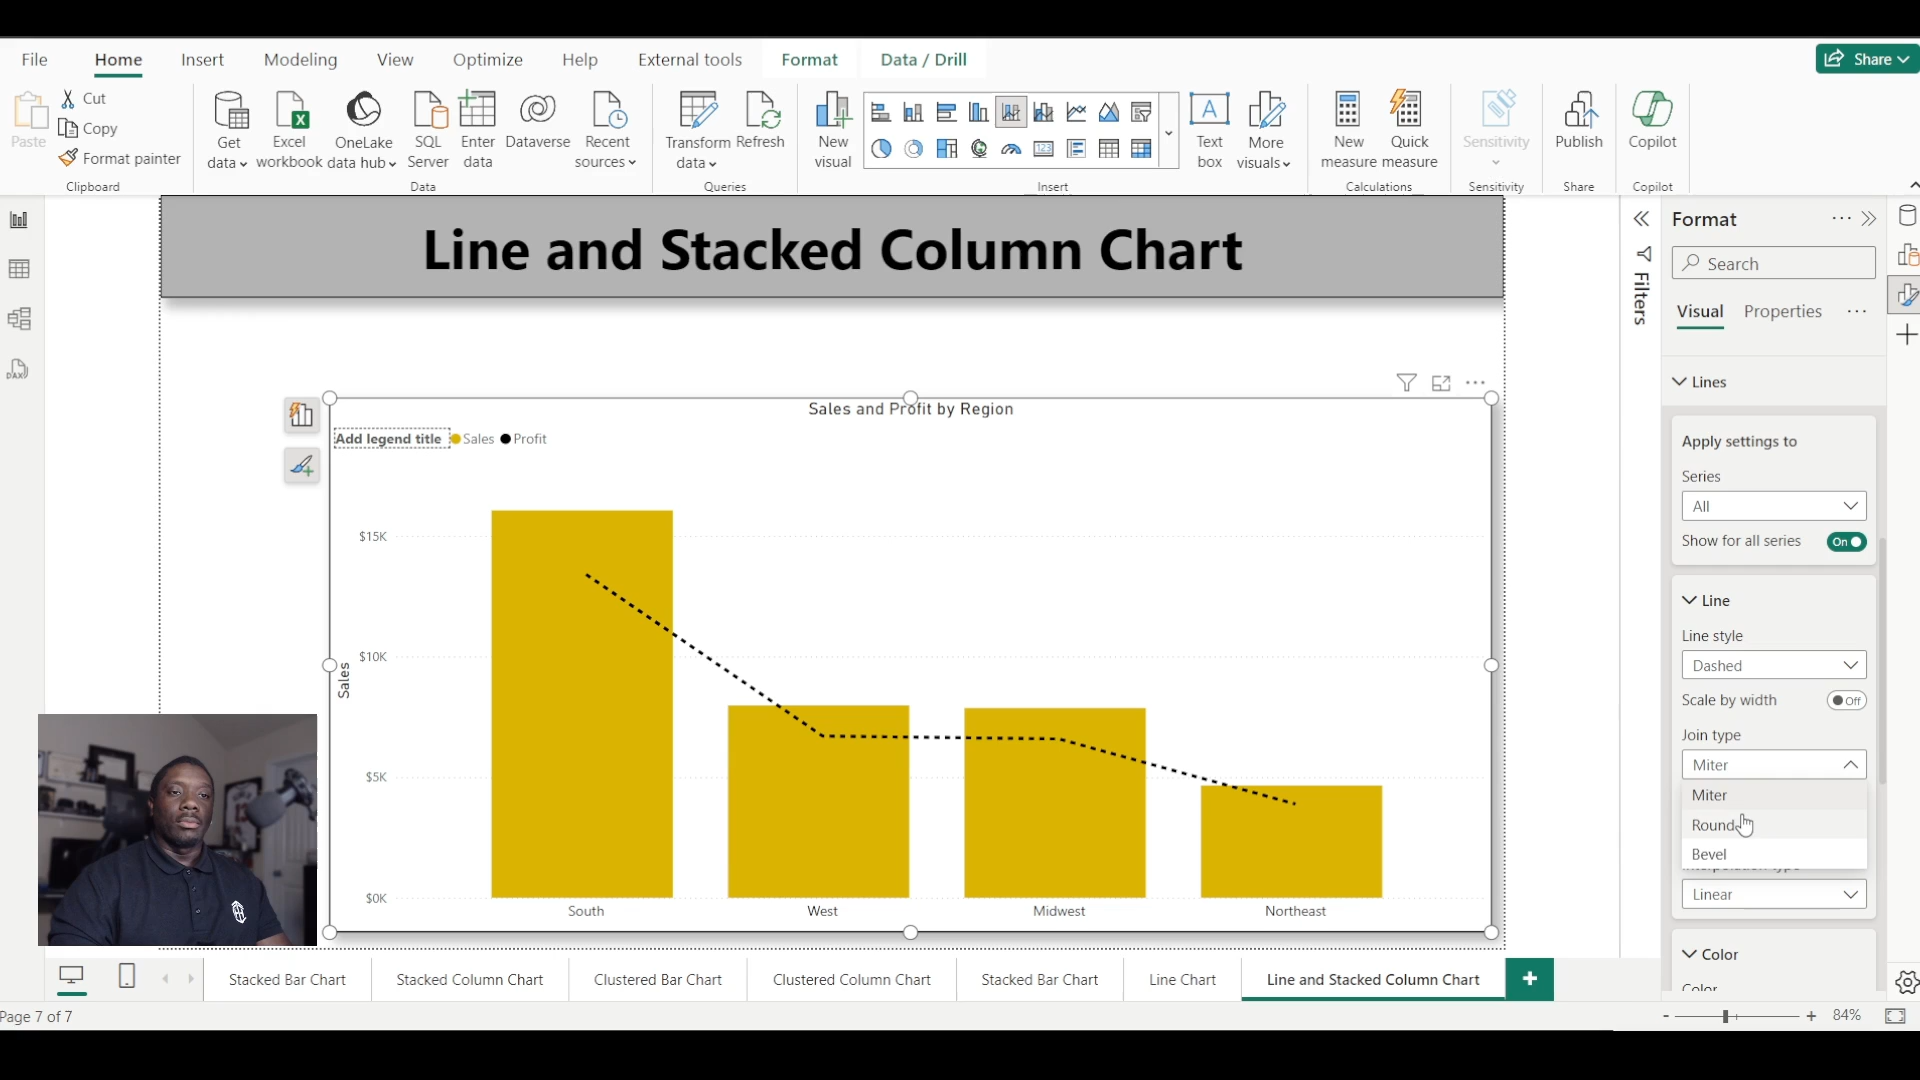 File Home Insert Modeling View Optimize Help External tools Format Data / Drill Share
Paste
Cut
Copy
Format painter
Clipboard
Get data
Excel workbook
OneLake data hub
SQL Server
Enter data
Dataverse
Recent sources
Data
Transform data
Refresh
Queries
New visual
123
Insert
A
Text box
More visuals
New measure
Quick measure
Calculations
Sensitivity
Sensitivity
Publish
Share
Copilot
Copilot
DAX
Line and Stacked Column Chart
Sales and Profit by Region
Add legend title Sales Profit
$15K
$10K
$5K
$0K
Sales
South West Midwest Northeast
Filters
Format
Search
Visual Properties
Lines
Apply settings to
Series
All
Show for all series On
Line
Line style
Dashed
Scale by width Off
Join type
Miter
Miter
Round
Bevel
Linear
Color
Color
Stacked Bar Chart Stacked Column Chart Clustered Bar Chart Clustered Column Chart Stacked Bar Chart Line Chart Line and Stacked Column Chart +
Page 7 of 7
- + 84%